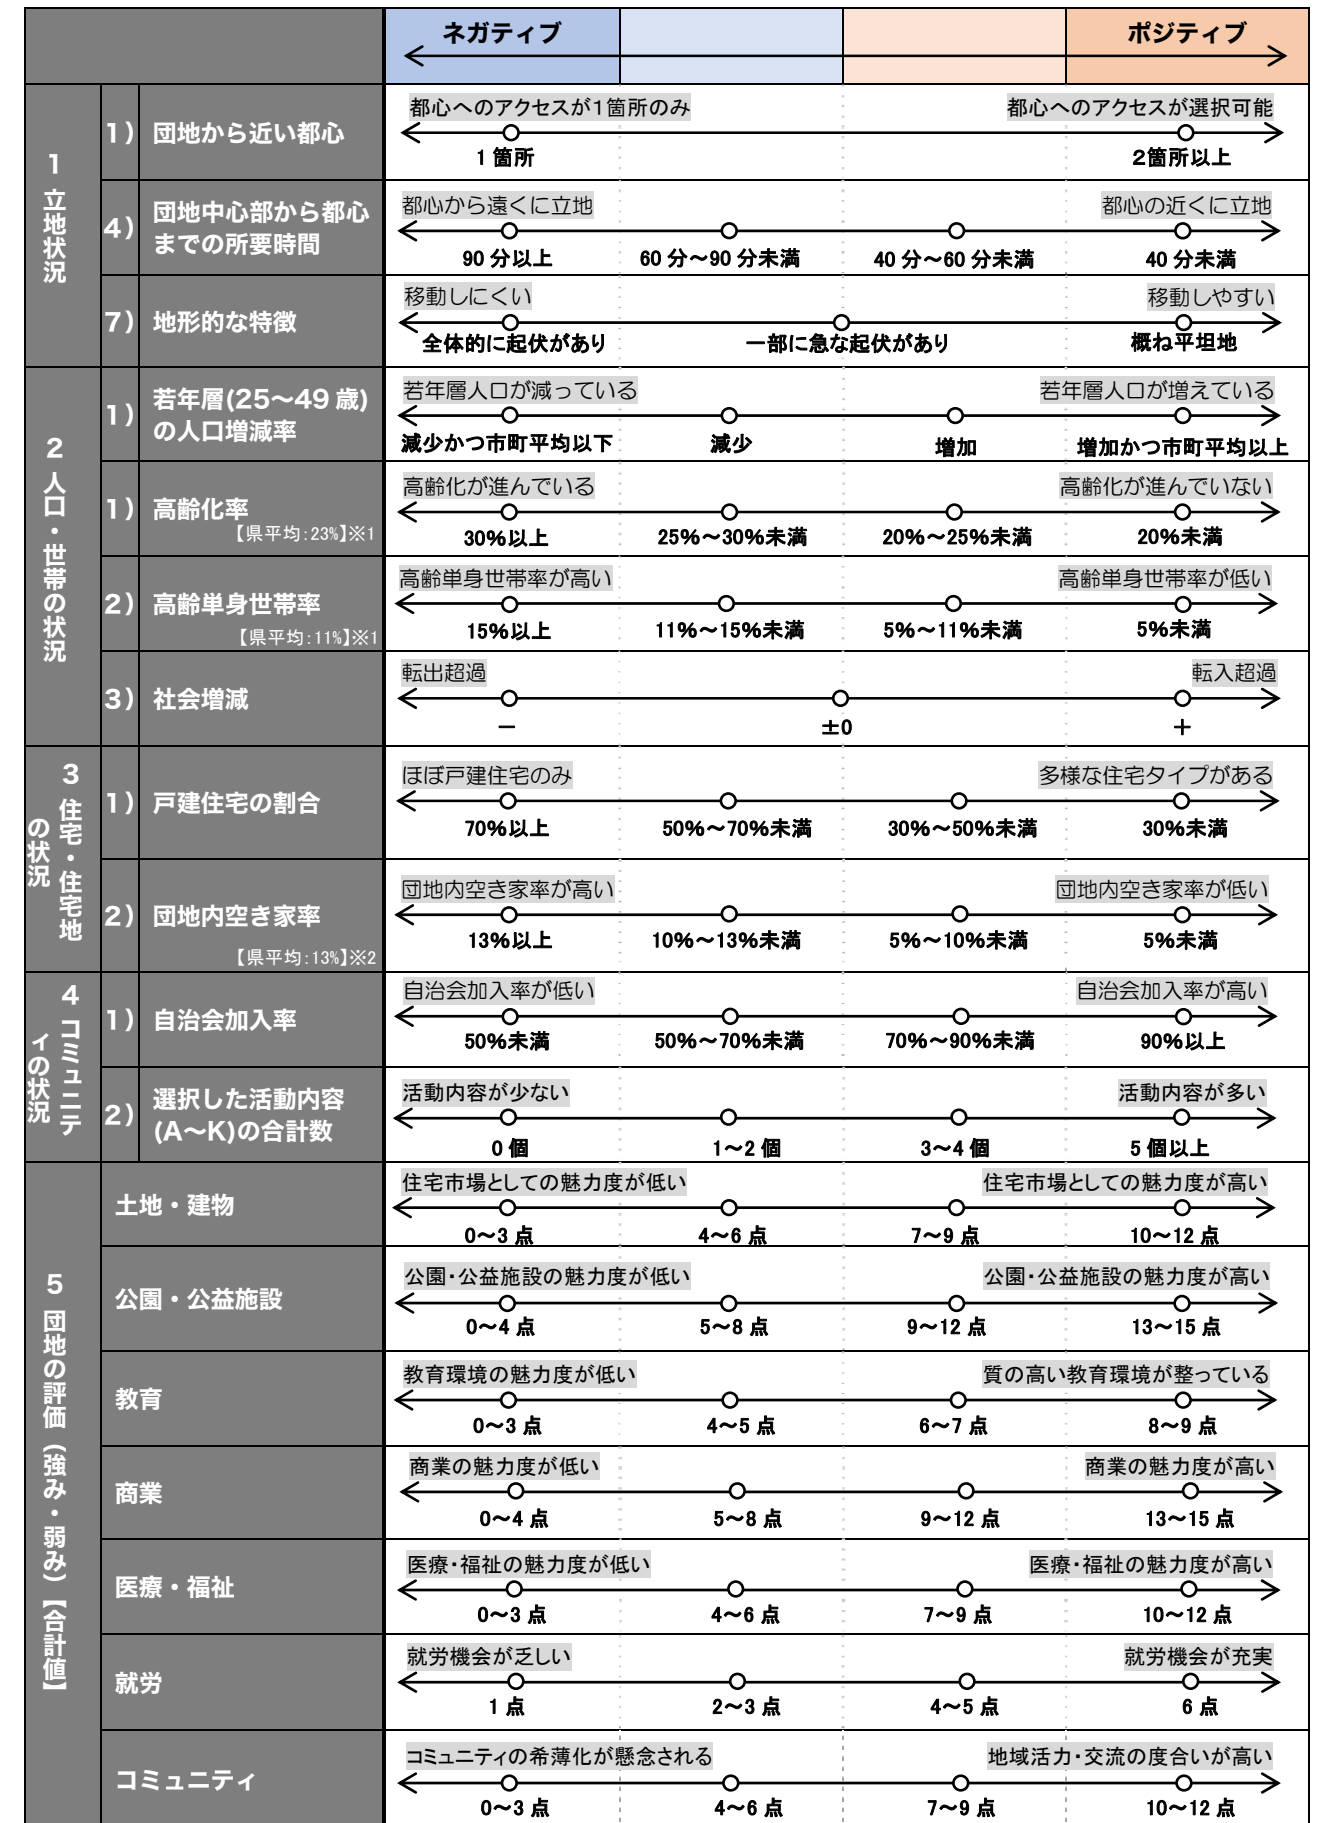 ネガティブ ポジティブ
1 立地状況
1) 団地から近い都心
都心へのアクセスが1箇所のみ 都心へのアクセスが選択可能
1 箇所 2箇所以上
4) 団地中心部から都心
までの所要時間
都心から遠くに立地 都心の近くに立地
90 分以上 60 分～90 分未満 40 分～60 分未満 40 分未満
7) 地形的な特徴
移動しにくい 移動しやすい
全体的に起伏があり 一部に急な起伏があり 概ね平坦地
2 人口・世帯の状況
1) 若年層(25～49 歳)
の人口増減率
若年層人口が減っている 若年層人口が増えている
減少かつ市町平均以下 減少 増加 増加かつ市町平均以上
1) 高齢化率
【県平均:23%】※1
高齢化が進んでいる 高齢化が進んでいない
30%以上 25%～30%未満 20%～25%未満 20%未満
2) 高齢単身世帯率
【県平均:11%】※1
高齢単身世帯率が高い 高齢単身世帯率が低い
15%以上 11%～15%未満 5%～11%未満 5%未満
3) 社会増減
転出超過 転入超過
－ ±0 ＋
3 住宅・住宅地
の状況
1) 戸建住宅の割合
ほぼ戸建住宅のみ 多様な住宅タイプがある
70%以上 50%～70%未満 30%～50%未満 30%未満
2) 団地内空き家率
【県平均:13%】※2
団地内空き家率が高い 団地内空き家率が低い
13%以上 10%～13%未満 5%～10%未満 5%未満
4 コミュニテ
ィの状況
1) 自治会加入率
自治会加入率が低い 自治会加入率が高い
50%未満 50%～70%未満 70%～90%未満 90%以上
2) 選択した活動内容
(A～K)の合計数
活動内容が少ない 活動内容が多い
0 個 1～2 個 3～4 個 5 個以上
5 団地の評価(強み・弱み)【合計値】
土地・建物
住宅市場としての魅力度が低い 住宅市場としての魅力度が高い
0～3 点 4～6 点 7～9 点 10～12 点
公園・公益施設
公園・公益施設の魅力度が低い 公園・公益施設の魅力度が高い
0～4 点 5～8 点 9～12 点 13～15 点
教育
教育環境の魅力度が低い 質の高い教育環境が整っている
0～3 点 4～5 点 6～7 点 8～9 点
商業
商業の魅力度が低い 商業の魅力度が高い
0～4 点 5～8 点 9～12 点 13～15 点
医療・福祉
医療・福祉の魅力度が低い 医療・福祉の魅力度が高い
0～3 点 4～6 点 7～9 点 10～12 点
就労
就労機会が乏しい 就労機会が充実
1 点 2～3 点 4～5 点 6 点
コミュニティ
コミュニティの希薄化が懸念される 地域活力・交流の度合いが高い
0～3 点 4～6 点 7～9 点 10～12 点